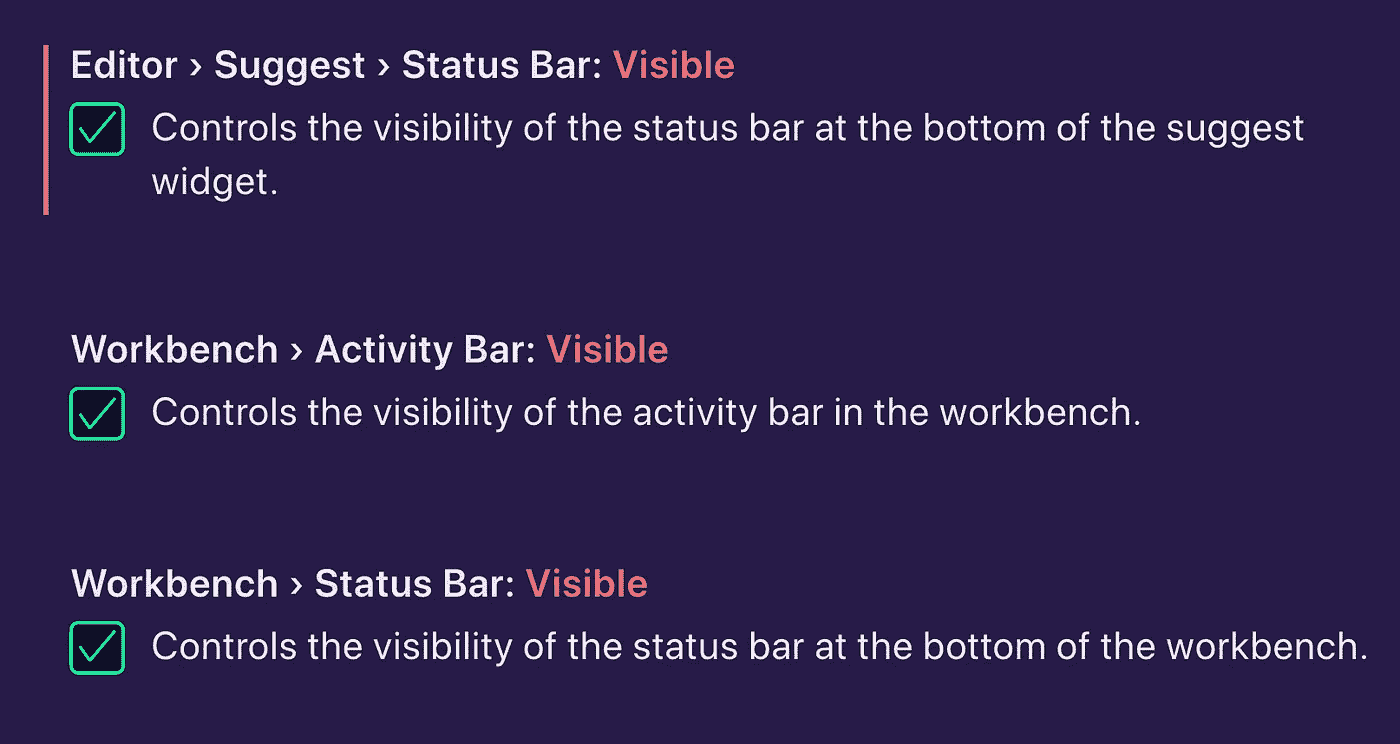 Editor › Suggest › Status Bar: Visible
Controls the visibility of the status bar at the bottom of the suggest
widget.
Workbench › Activity Bar: Visible
Controls the visibility of the activity bar in the workbench.
Workbench › Status Bar: Visible
Controls the visibility of the status bar at the bottom of the workbench.